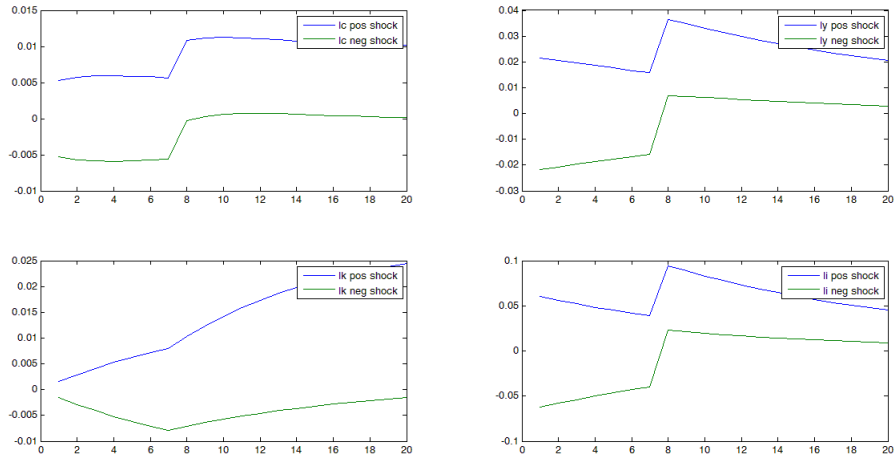 0.015
0.01
0.005
0
-0.005
-0.01
0 2 4 6 8 10 12 14 16 18 20
lc pos shock
lc neg shock
0.04
0.03
0.02
0.01
0
-0.01
-0.02
-0.03
0 2 4 6 8 10 12 14 16 18 20
ly pos shock
ly neg shock
0.025
0.02
0.015
0.01
0.005
0
-0.005
-0.01
0 2 4 6 8 10 12 14 16 18 20
lk pos shock
lk neg shock
0.1
0.05
0
-0.05
-0.1
0 2 4 6 8 10 12 14 16 18 20
li pos shock
li neg shock